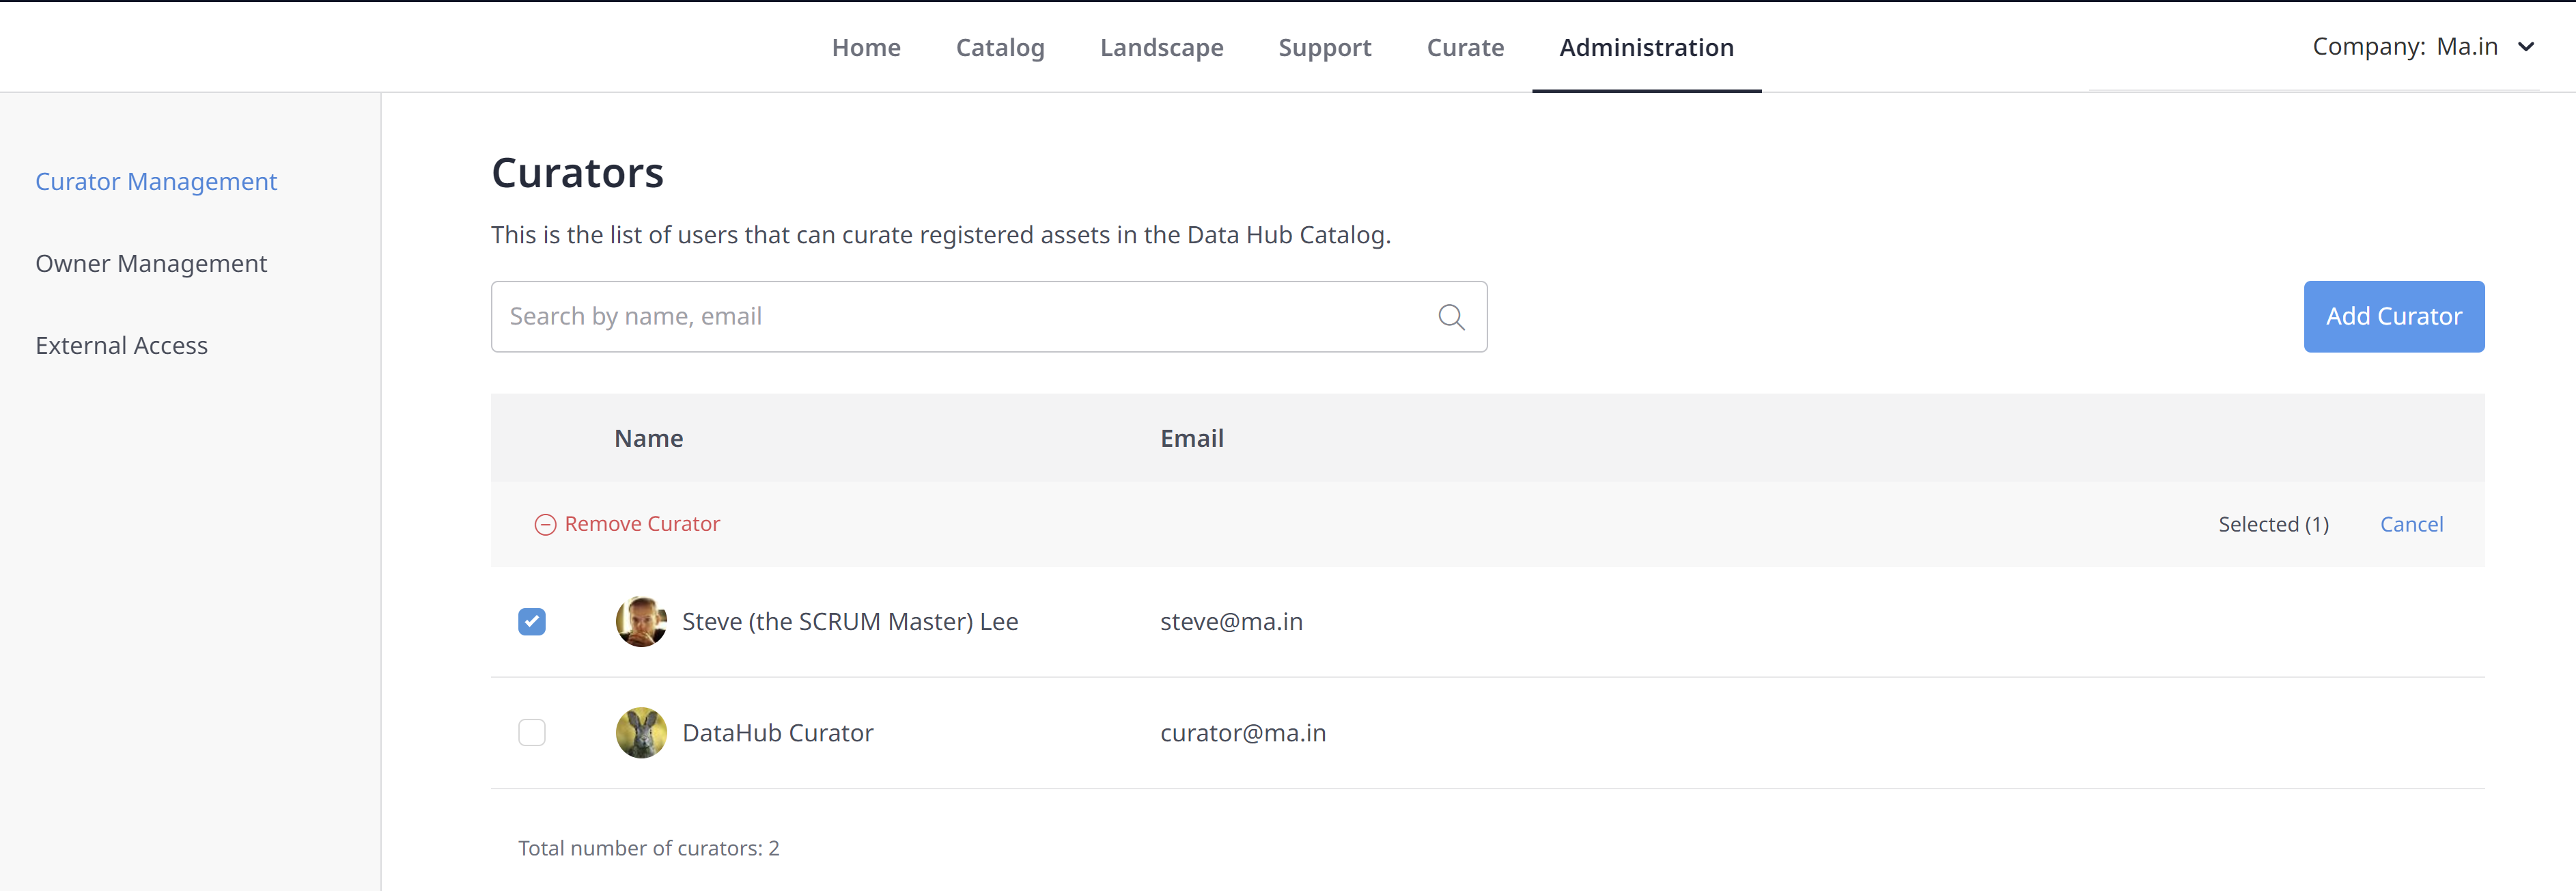 Home Catalog Landscape Support Curate Administration Company: Ma.in
Curator Management
Owner Management
External Access
Curators
This is the list of users that can curate registered assets in the Data Hub Catalog.
Search by name, email
Add Curator
Name Email
Remove Curator Selected (1) Cancel
Steve (the SCRUM Master) Lee steve@ma.in
DataHub Curator curator@ma.in
Total number of curators: 2